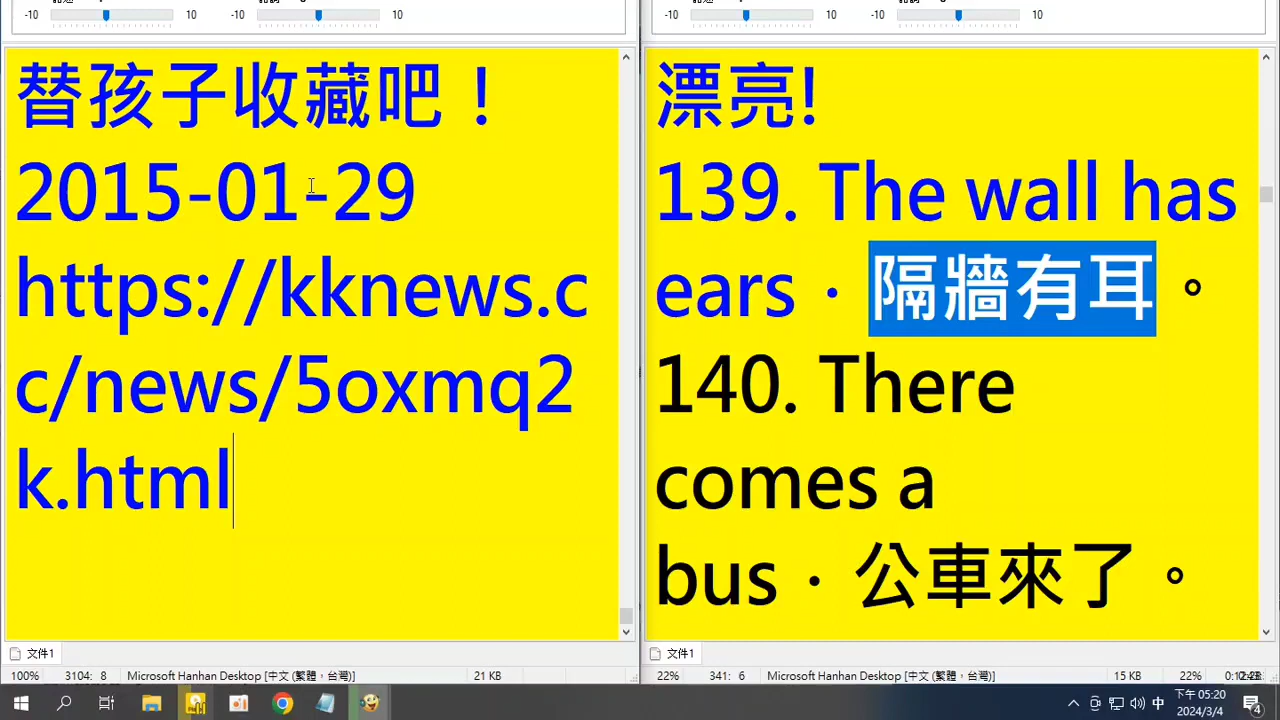 -10 10 -10 10
替孩子收藏吧！
2015-01-29
https://kknews.c
c/news/5oxmq2
k.html
文件1
100% 3104: 8 Microsoft Hanhan Desktop [中文 (繁體，台灣)] 21 KB
-10 10 -10 10
漂亮!
139. The wall has
ears．隔牆有耳。
140. There
comes a
bus．公車來了。
文件1
22% 341: 6 Microsoft Hanhan Desktop [中文 (繁體，台灣)] 15 KB 22%
中 下午 05:20
2024/3/4
4